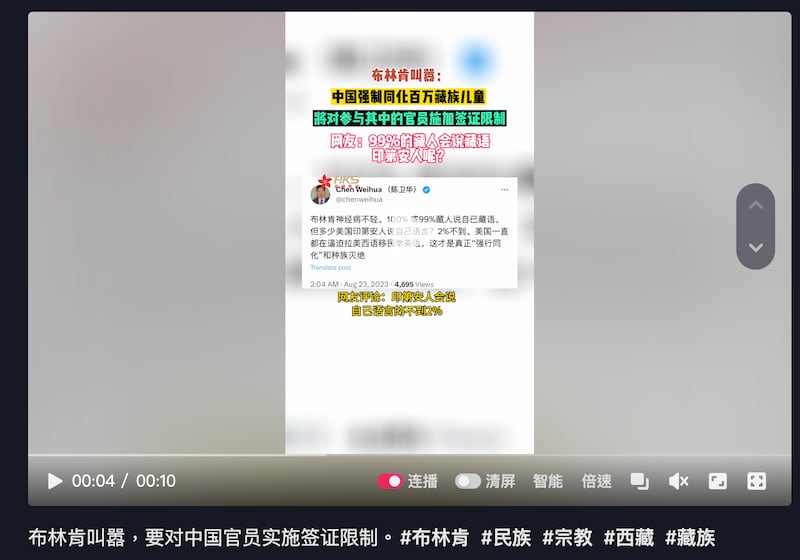 布林肯叫嚣：
中国强制同化百万藏族儿童
将对参与其中的官员施加签证限制
网友：99%的藏人会说藏语
印第安人呢？
HKS
Chen Weihua （陈卫华）
@chenweihua
布林肯神经病不轻。100% 或99%藏人说自已藏语。
但多少美国印第安人说自己语言？2%不到。美国一直
都在逼迫拉美西语移民学英语。这才是真正“强行同
化”和种族灭绝
Translate post
2:04 AM · Aug 23, 2023 · 4,695 Views
网友评论：印第安人会说
自己语言的不到2%
00:04 / 00:10
连播
清屏
智能
倍速
布林肯叫嚣，要对中国官员实施签证限制。#布林肯 #民族 #宗教 #西藏 #藏族